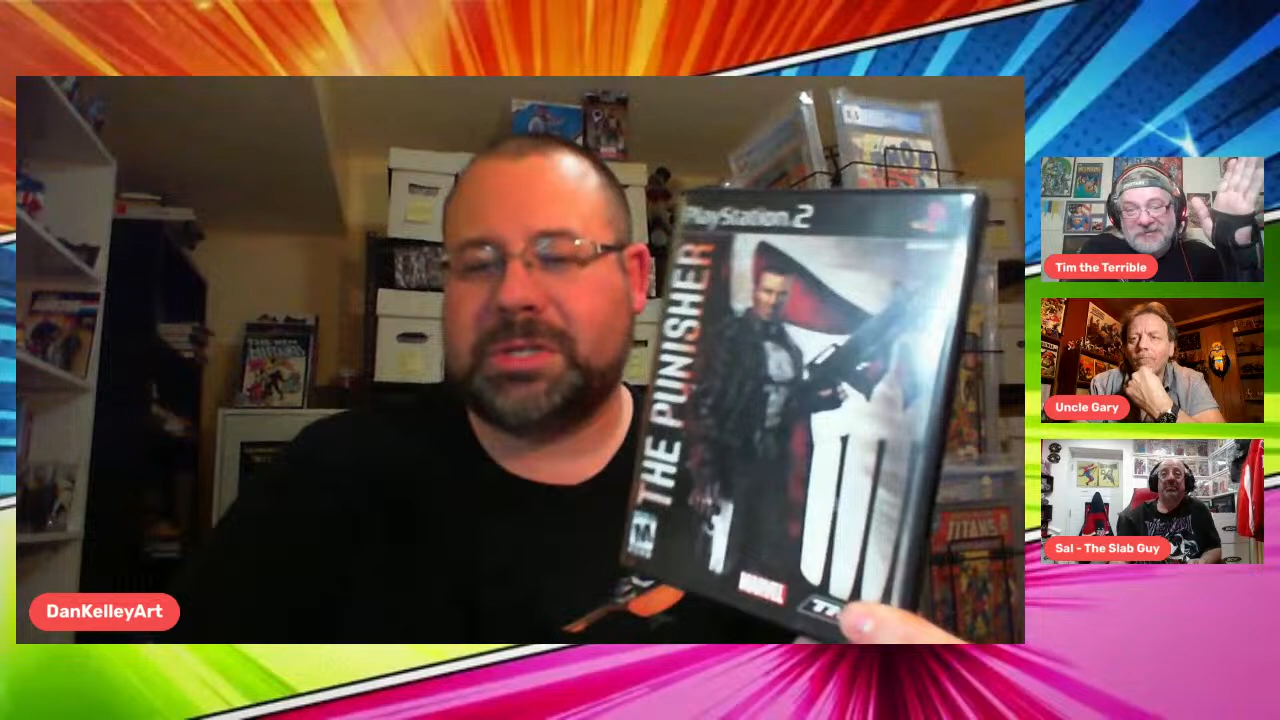 PlayStation 2
THE PUNISHER
MARVEL
TITANS
DanKelleyArt
Tim the Terrible
Uncle Gary
Sal - The Slab Guy